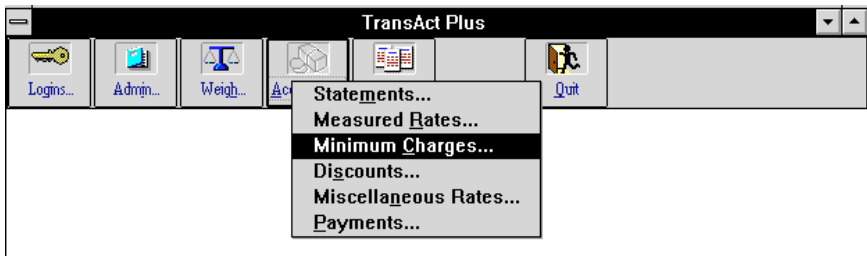 TransAct Plus
Logins... Admin... Weigh... Quit
Statements...
Measured Rates...
Minimum Charges...
Discounts...
Miscellaneous Rates...
Payments...